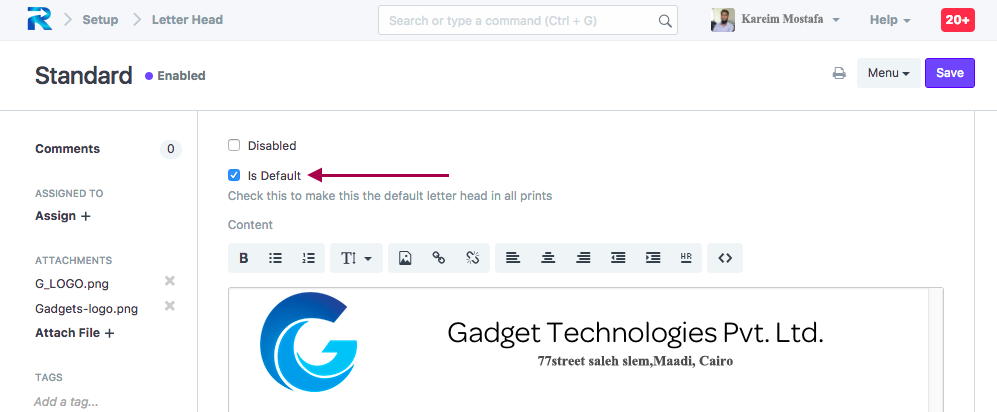 Setup
Letter Head
Search or type a command (Ctrl + G)
Kareim Mostafa
Help
20+
Standard
Enabled
Menu
Save
Comments
0
ASSIGNED TO
Assign +
ATTACHMENTS
G_LOGO.png
Gadgets-logo.png
Attach File +
TAGS
Add a tag...
Disabled
Is Default
Check this to make this the default letter head in all prints
Content
B
HR
Gadget Technologies Pvt. Ltd.
77street saleh slem,Maadi, Cairo